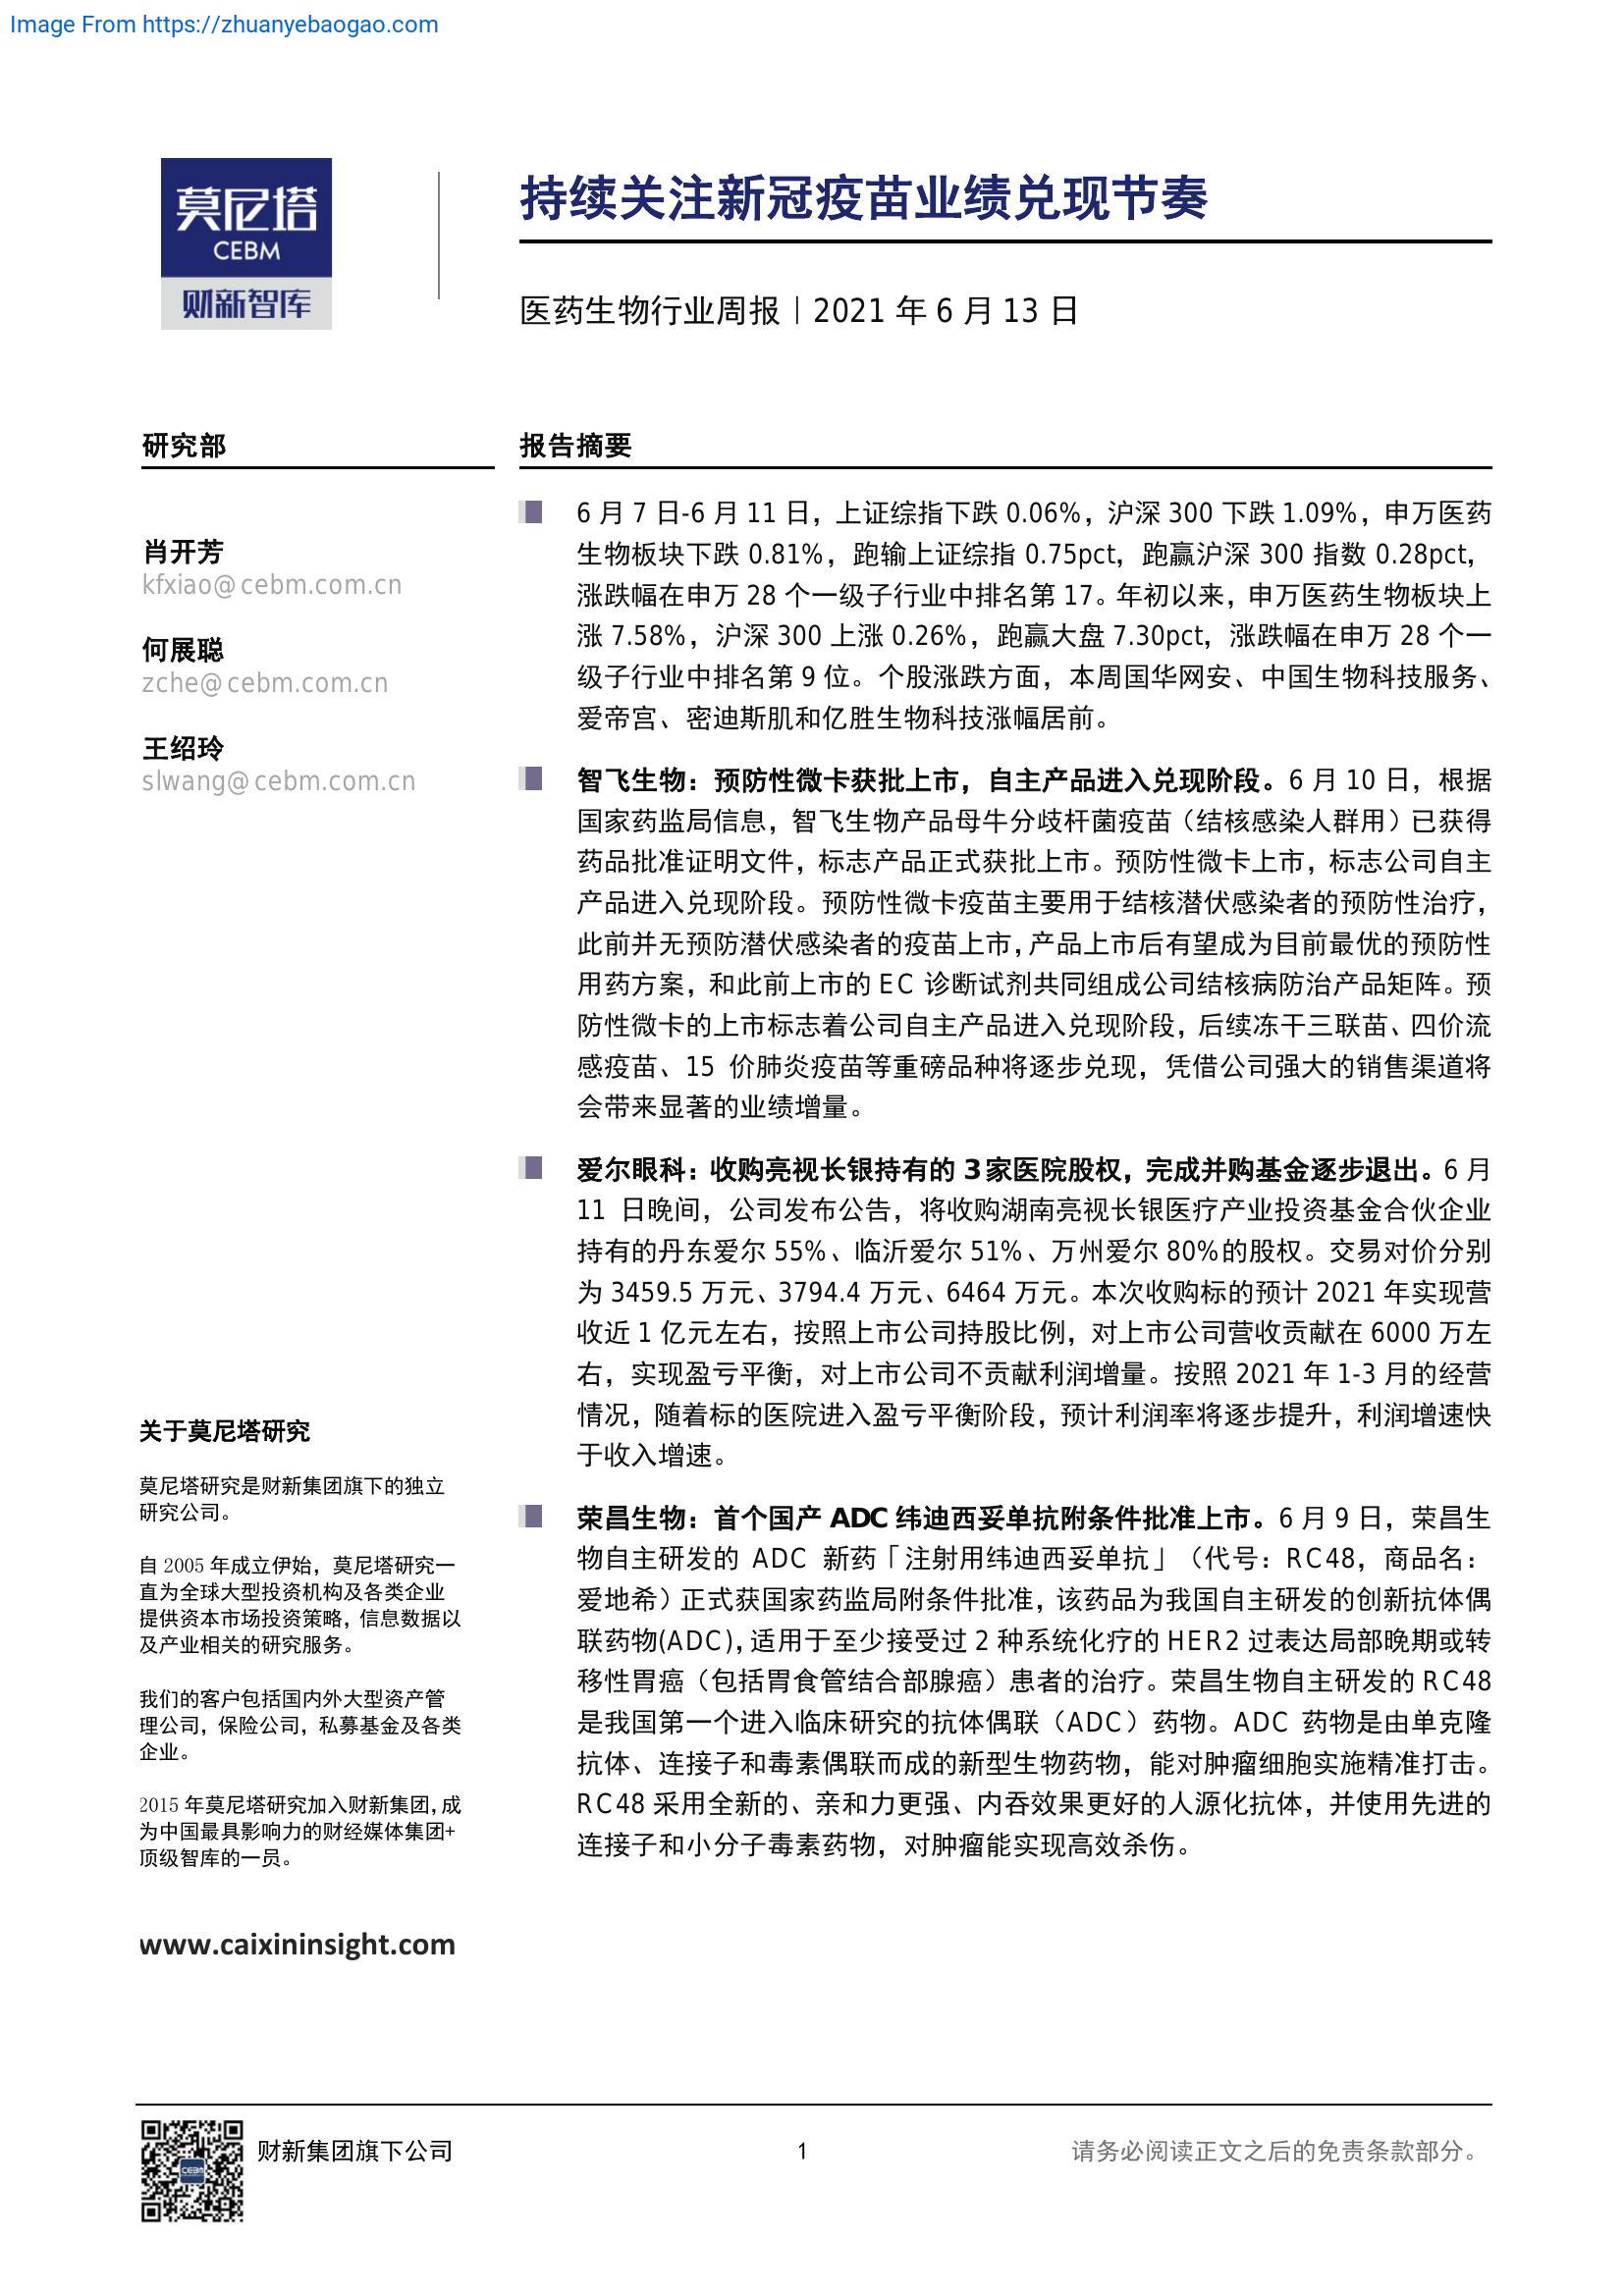 Image From https://zhuanyebaogao.com
莫尼塔
CEBM
财新智库
持续关注新冠疫苗业绩兑现节奏
医药生物行业周报｜2021 年 6 月 13 日
研究部
肖开芳
kfxiao@cebm.com.cn
何展聪
zche@cebm.com.cn
王绍玲
slwang@cebm.com.cn
关于莫尼塔研究
莫尼塔研究是财新集团旗下的独立
研究公司。
自 2005 年成立伊始，莫尼塔研究一
直为全球大型投资机构及各类企业
提供资本市场投资策略，信息数据以
及产业相关的研究服务。
我们的客户包括国内外大型资产管
理公司，保险公司，私募基金及各类
企业。
2015 年莫尼塔研究加入财新集团，成
为中国最具影响力的财经媒体集团+
顶级智库的一员。
www.caixininsight.com
报告摘要
6 月 7 日-6 月 11 日，上证综指下跌 0.06%，沪深 300 下跌 1.09%，申万医药
生物板块下跌 0.81%，跑输上证综指 0.75pct，跑赢沪深 300 指数 0.28pct，
涨跌幅在申万 28 个一级子行业中排名第 17。年初以来，申万医药生物板块上
涨 7.58%，沪深 300 上涨 0.26%，跑赢大盘 7.30pct，涨跌幅在申万 28 个一
级子行业中排名第 9 位。个股涨跌方面，本周国华网安、中国生物科技服务、
爱帝宫、密迪斯肌和亿胜生物科技涨幅居前。
智飞生物：预防性微卡获批上市，自主产品进入兑现阶段。6 月 10 日，根据
国家药监局信息，智飞生物产品母牛分歧杆菌疫苗（结核感染人群用）已获得
药品批准证明文件，标志产品正式获批上市。预防性微卡上市，标志公司自主
产品进入兑现阶段。预防性微卡疫苗主要用于结核潜伏感染者的预防性治疗，
此前并无预防潜伏感染者的疫苗上市，产品上市后有望成为目前最优的预防性
用药方案，和此前上市的 EC 诊断试剂共同组成公司结核病防治产品矩阵。预
防性微卡的上市标志着公司自主产品进入兑现阶段，后续冻干三联苗、四价流
感疫苗、15 价肺炎疫苗等重磅品种将逐步兑现，凭借公司强大的销售渠道将
会带来显著的业绩增量。
爱尔眼科：收购亮视长银持有的 3 家医院股权，完成并购基金逐步退出。6 月
11 日晚间，公司发布公告，将收购湖南亮视长银医疗产业投资基金合伙企业
持有的丹东爱尔 55%、临沂爱尔 51%、万州爱尔 80%的股权。交易对价分别
为 3459.5 万元、3794.4 万元、6464 万元。本次收购标的预计 2021 年实现营
收近 1 亿元左右，按照上市公司持股比例，对上市公司营收贡献在 6000 万左
右，实现盈亏平衡，对上市公司不贡献利润增量。按照 2021 年 1-3 月的经营
情况，随着标的医院进入盈亏平衡阶段，预计利润率将逐步提升，利润增速快
于收入增速。
荣昌生物：首个国产 ADC 纬迪西妥单抗附条件批准上市。6 月 9 日，荣昌生
物自主研发的 ADC 新药「注射用纬迪西妥单抗」（代号：RC48，商品名：
爱地希）正式获国家药监局附条件批准，该药品为我国自主研发的创新抗体偶
联药物(ADC)，适用于至少接受过 2 种系统化疗的 HER2 过表达局部晚期或转
移性胃癌（包括胃食管结合部腺癌）患者的治疗。荣昌生物自主研发的 RC48
是我国第一个进入临床研究的抗体偶联（ADC）药物。ADC 药物是由单克隆
抗体、连接子和毒素偶联而成的新型生物药物，能对肿瘤细胞实施精准打击。
RC48 采用全新的、亲和力更强、内吞效果更好的人源化抗体，并使用先进的
连接子和小分子毒素药物，对肿瘤能实现高效杀伤。
CEBM
财新集团旗下公司
1
请务必阅读正文之后的免责条款部分。